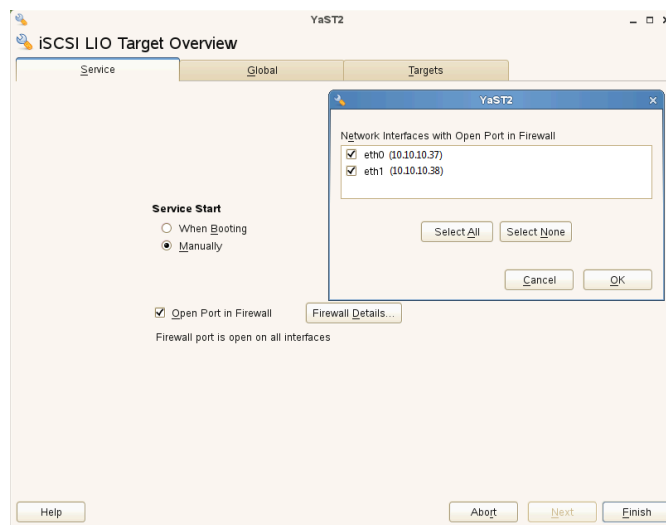 YaST2
iSCSI LIO Target Overview
Service
Global
Targets
YaST2
Network Interfaces with Open Port in Firewall
eth0 (10.10.10.37)
eth1 (10.10.10.38)
Select All
Select None
Cancel
OK
Service Start
When Booting
Manually
Open Port in Firewall
Firewall Details...
Firewall port is open on all interfaces
Help
Abort
Next
Finish